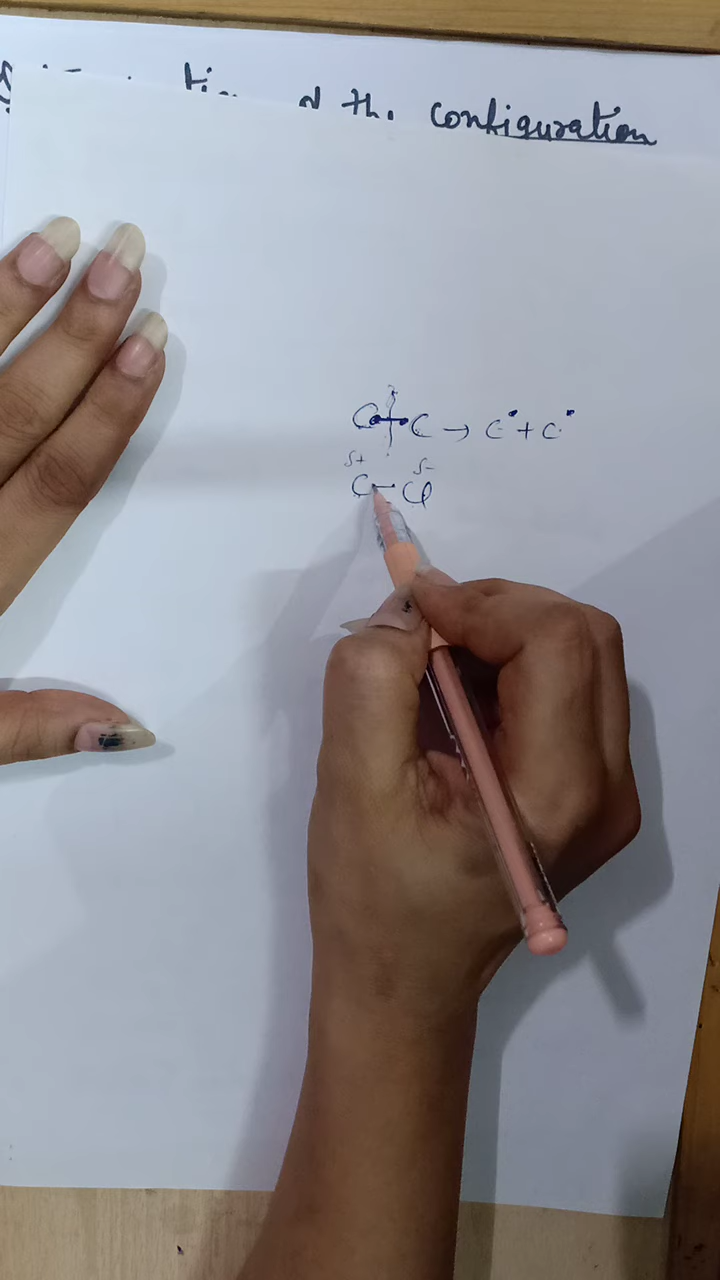 the configuration
C-C → C• + C•
δ+ δ-
C-Cl